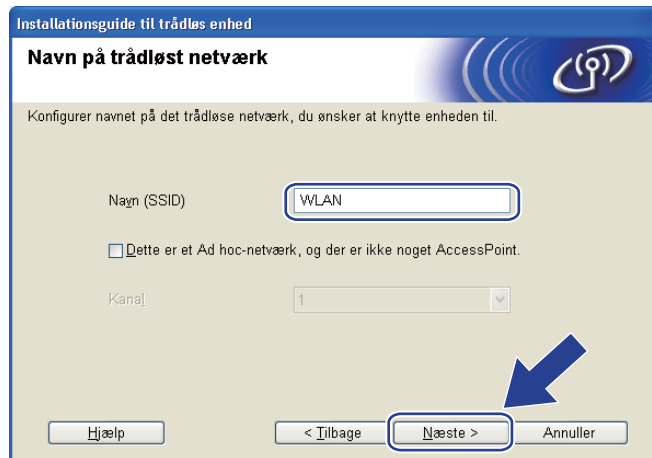 Installationsguide til trådløs enhed
Navn på trådløst netværk
Konfigurer navnet på det trådløse netværk, du ønsker at knytte enheden til.
Navn (SSID) WLAN
Dette er et Ad hoc-netværk, og der er ikke noget AccessPoint.
Kanal 1
Hjælp < Tilbage Næste > Annuller